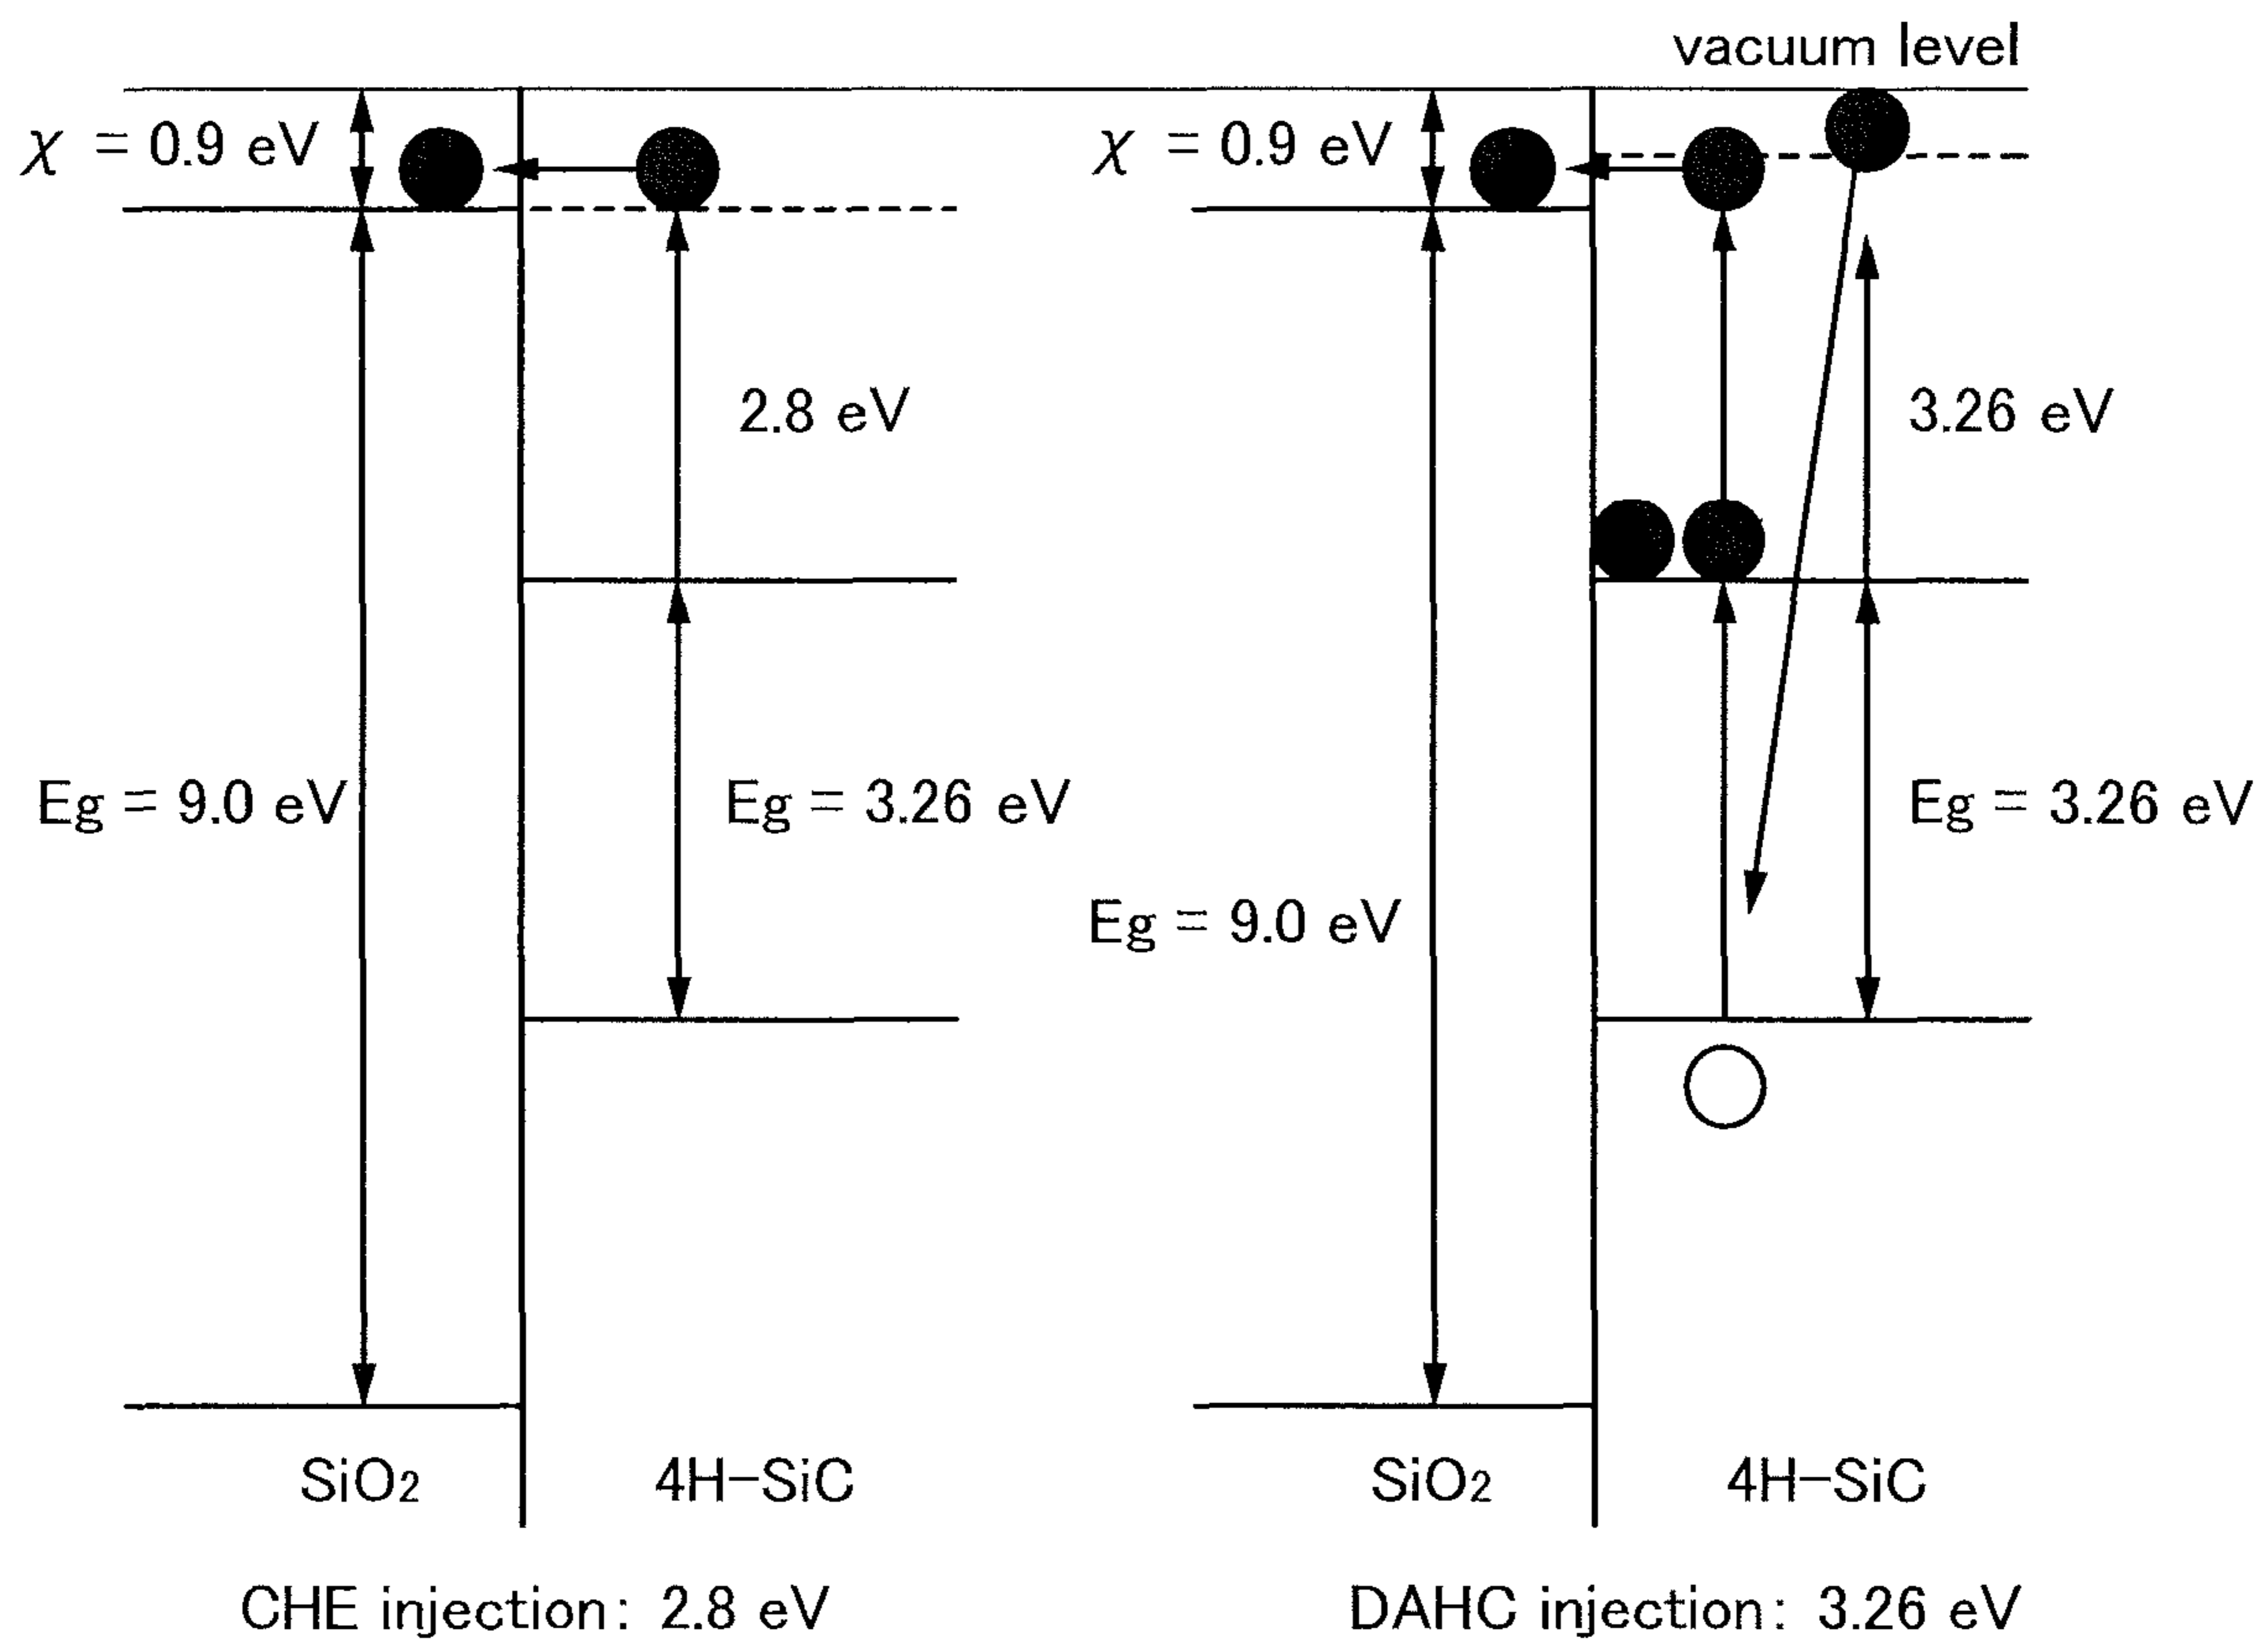 vacuum level
χ = 0.9 eV
χ = 0.9 eV
2.8 eV
3.26 eV
Eg = 9.0 eV
Eg = 3.26 eV
Eg = 3.26 eV
Eg = 9.0 eV
SiO2
4H-SiC
SiO2
4H-SiC
CHE injection: 2.8 eV
DAHC injection: 3.26 eV